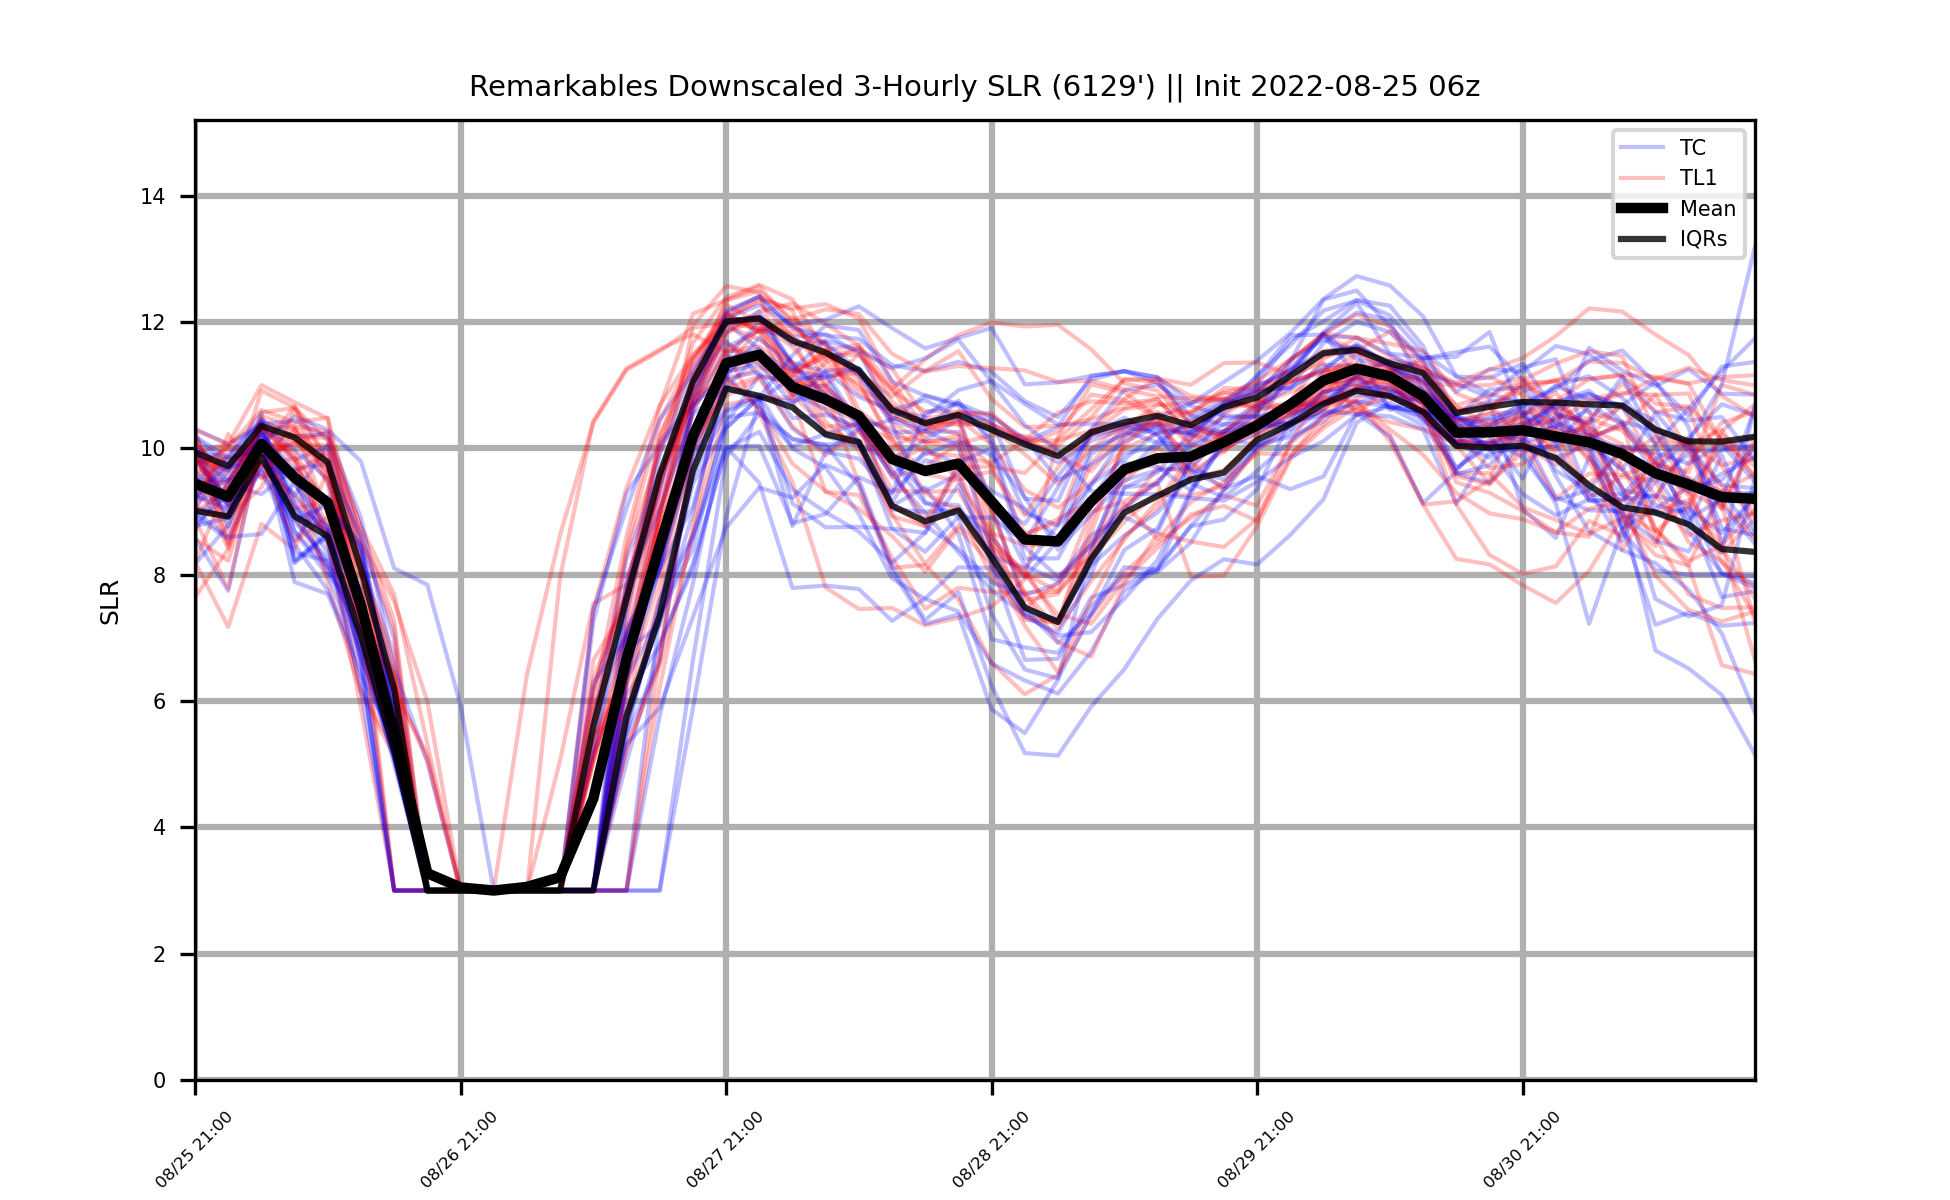 Remarkables Downscaled 3-Hourly SLR (6129') || Init 2022-08-25 06z
TC
TL1
Mean
IQRs
14
12
10
8
6
4
2
0
SLR
08/25 21:00
08/26 21:00
08/27 21:00
08/28 21:00
08/29 21:00
08/30 21:00